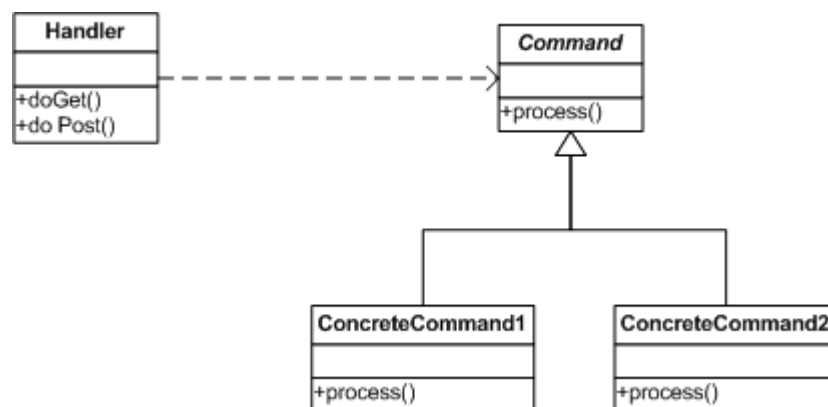 Handler
+doGet()
+do Post()
Command
+process()
ConcreteCommand1
+process()
ConcreteCommand2
+process()